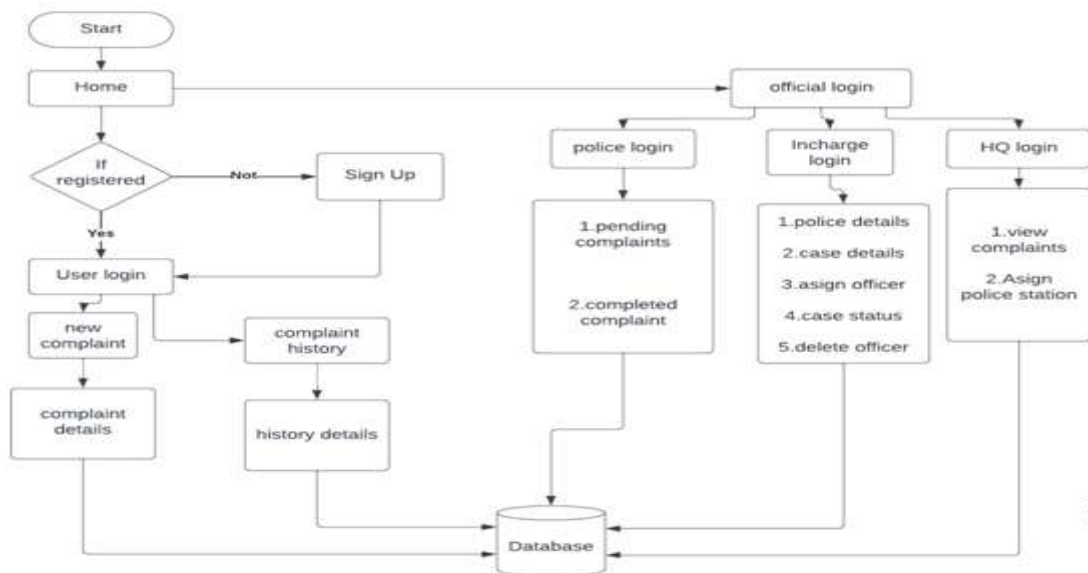 Start
Home
official login
If
registered
Not
Sign Up
Yes
User login
new
complaint
complaint
history
complaint
details
history details
police login
Incharge
login
HQ login
1.pending
complaints
2.completed
complaint
1.police details
2.case details
3.asign officer
4.case status
5.delete officer
1.view
complaints
2.Asign
police station
Database